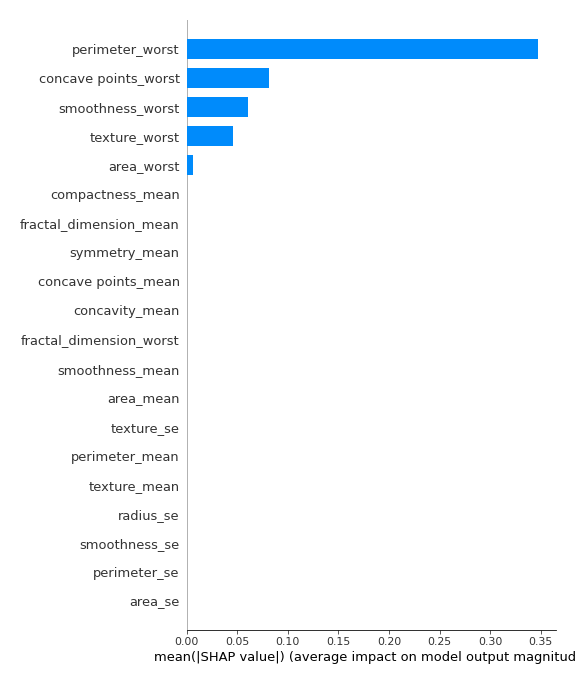 perimeter_worst
concave points_worst
smoothness_worst
texture_worst
area_worst
compactness_mean
fractal_dimension_mean
symmetry_mean
concave points_mean
concavity_mean
fractal_dimension_worst
smoothness_mean
area_mean
texture_se
perimeter_mean
texture_mean
radius_se
smoothness_se
perimeter_se
area_se
0.00 0.05 0.10 0.15 0.20 0.25 0.30 0.35
mean(|SHAP value|) (average impact on model output magnitud